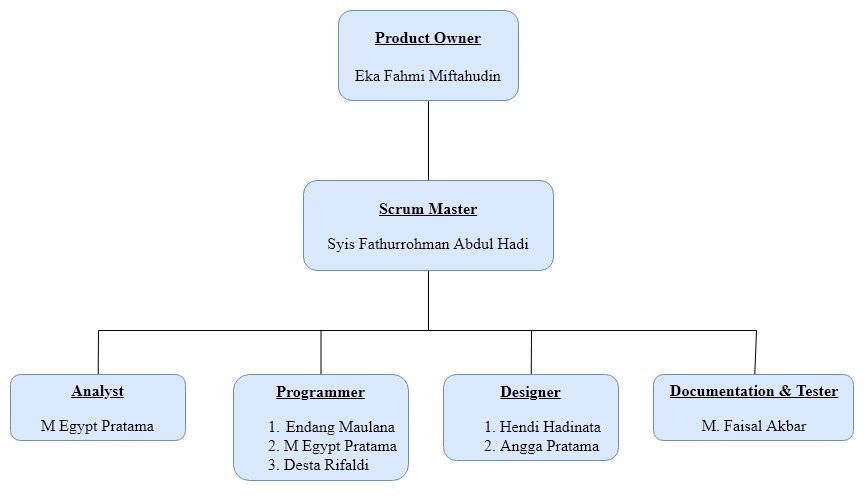 Product Owner
Eka Fahmi Miftahudin
Scrum Master
Syis Fathurrohman Abdul Hadi
Analyst
M Egypt Pratama
Programmer
1. Endang Maulana
2. M Egypt Pratama
3. Desta Rifaldi
Designer
1. Hendi Hadinata
2. Angga Pratama
Documentation & Tester
M. Faisal Akbar